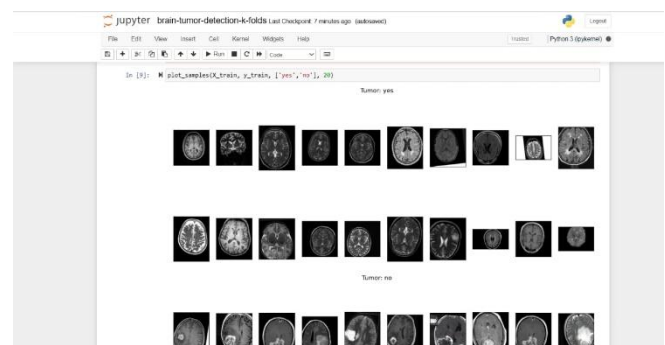 jupyter brain-tumor-detection-k-folds Last Checkpoint: 7 minutes ago (autosaved) Logout
File Edit View Insert Cell Kernel Widgets Help Trusted Python 3 (ipykernel)
Run Code
In [9]: plot_samples(X_train, y_train, ['yes','no'], 20)
Tumor: yes
Tumor: no